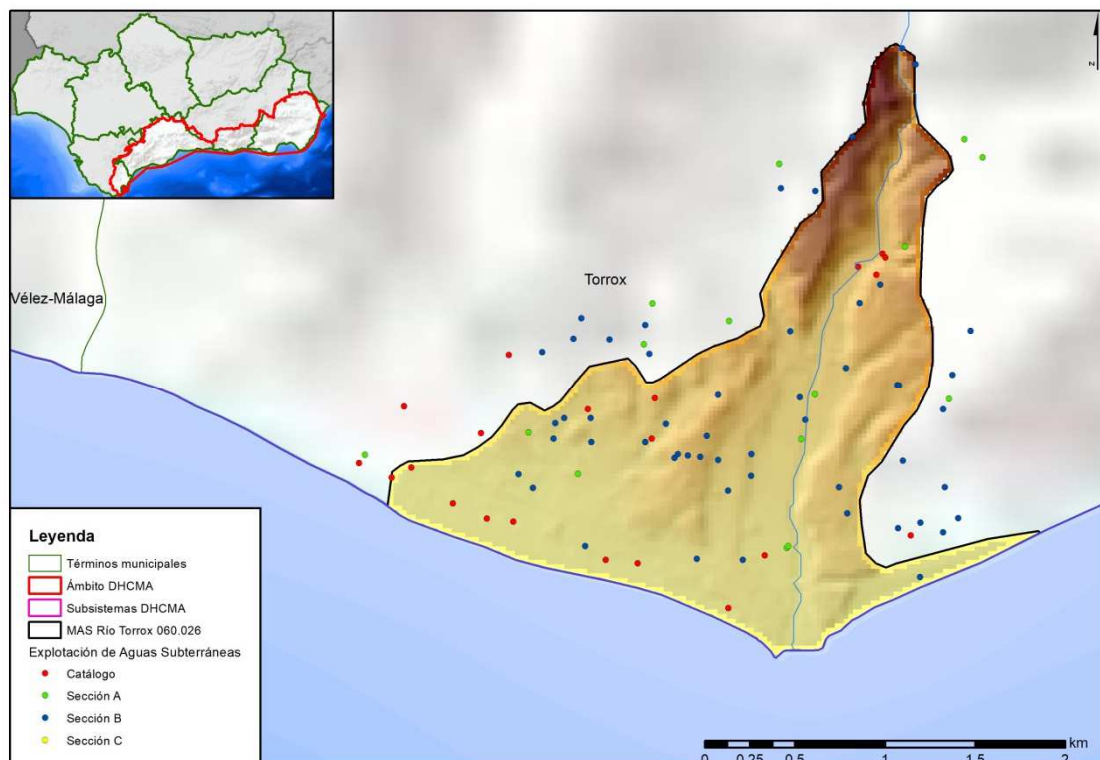 N
Torrox
Vélez-Málaga
Leyenda
Términos municipales
Ámbito DHCMA
Subsistemas DHCMA
MAS Río Torrox 060.026
Explotación de Aguas Subterráneas
Catálogo
Sección A
Sección B
Sección C
km
0 0.25 0.5 1 1.5 2